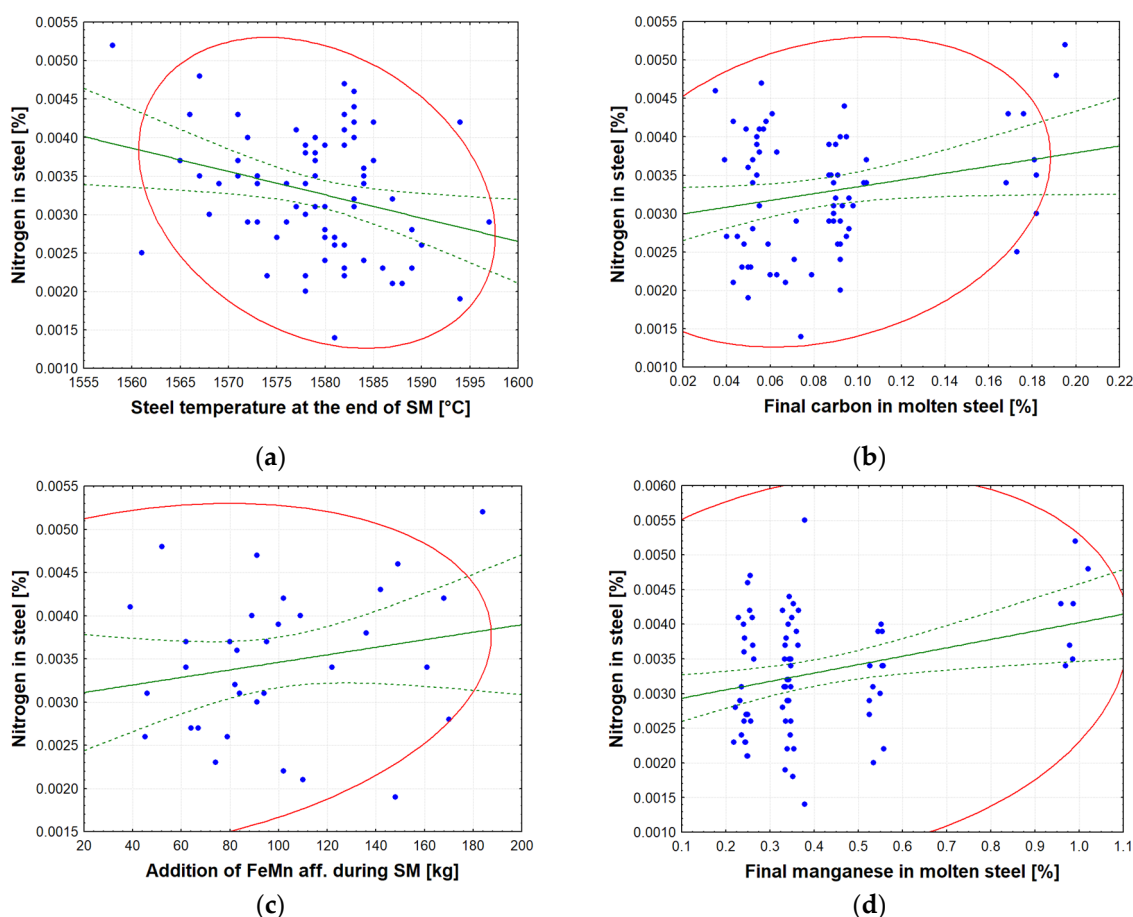 0.0055
0.0050
0.0045
0.0040
0.0035
0.0030
0.0025
0.0020
0.0015
0.0010
Nitrogen in steel [%]
1555 1560 1565 1570 1575 1580 1585 1590 1595 1600
Steel temperature at the end of SM [°C]
(a)
0.0055
0.0050
0.0045
0.0040
0.0035
0.0030
0.0025
0.0020
0.0015
0.0010
Nitrogen in steel [%]
0.02 0.04 0.06 0.08 0.10 0.12 0.14 0.16 0.18 0.20 0.22
Final carbon in molten steel [%]
(b)
0.0055
0.0050
0.0045
0.0040
0.0035
0.0030
0.0025
0.0020
0.0015
Nitrogen in steel [%]
20 40 60 80 100 120 140 160 180 200
Addition of FeMn aff. during SM [kg]
(c)
0.0060
0.0055
0.0050
0.0045
0.0040
0.0035
0.0030
0.0025
0.0020
0.0015
0.0010
Nitrogen in steel [%]
0.1 0.2 0.3 0.4 0.5 0.6 0.7 0.8 0.9 1.0 1.1
Final manganese in molten steel [%]
(d)